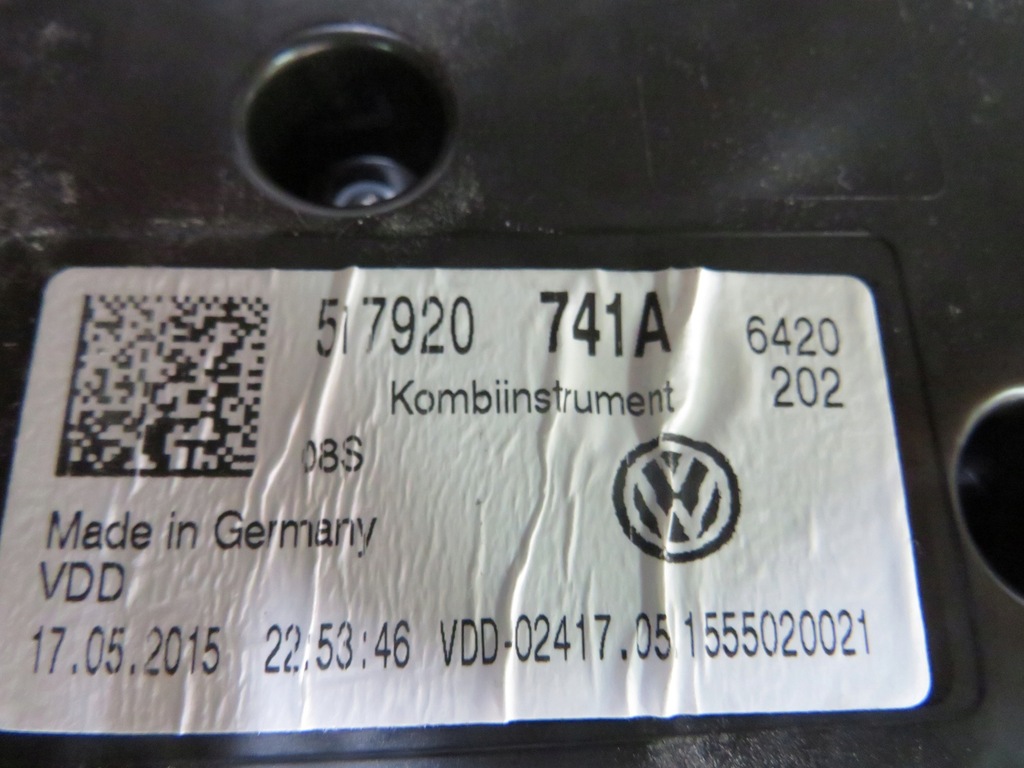 517920 741A 6420
Kombiinstrument 202
08S
Made in Germany
VDD
17.05.2015 22:53:46 VDD-02417.05.1555020021